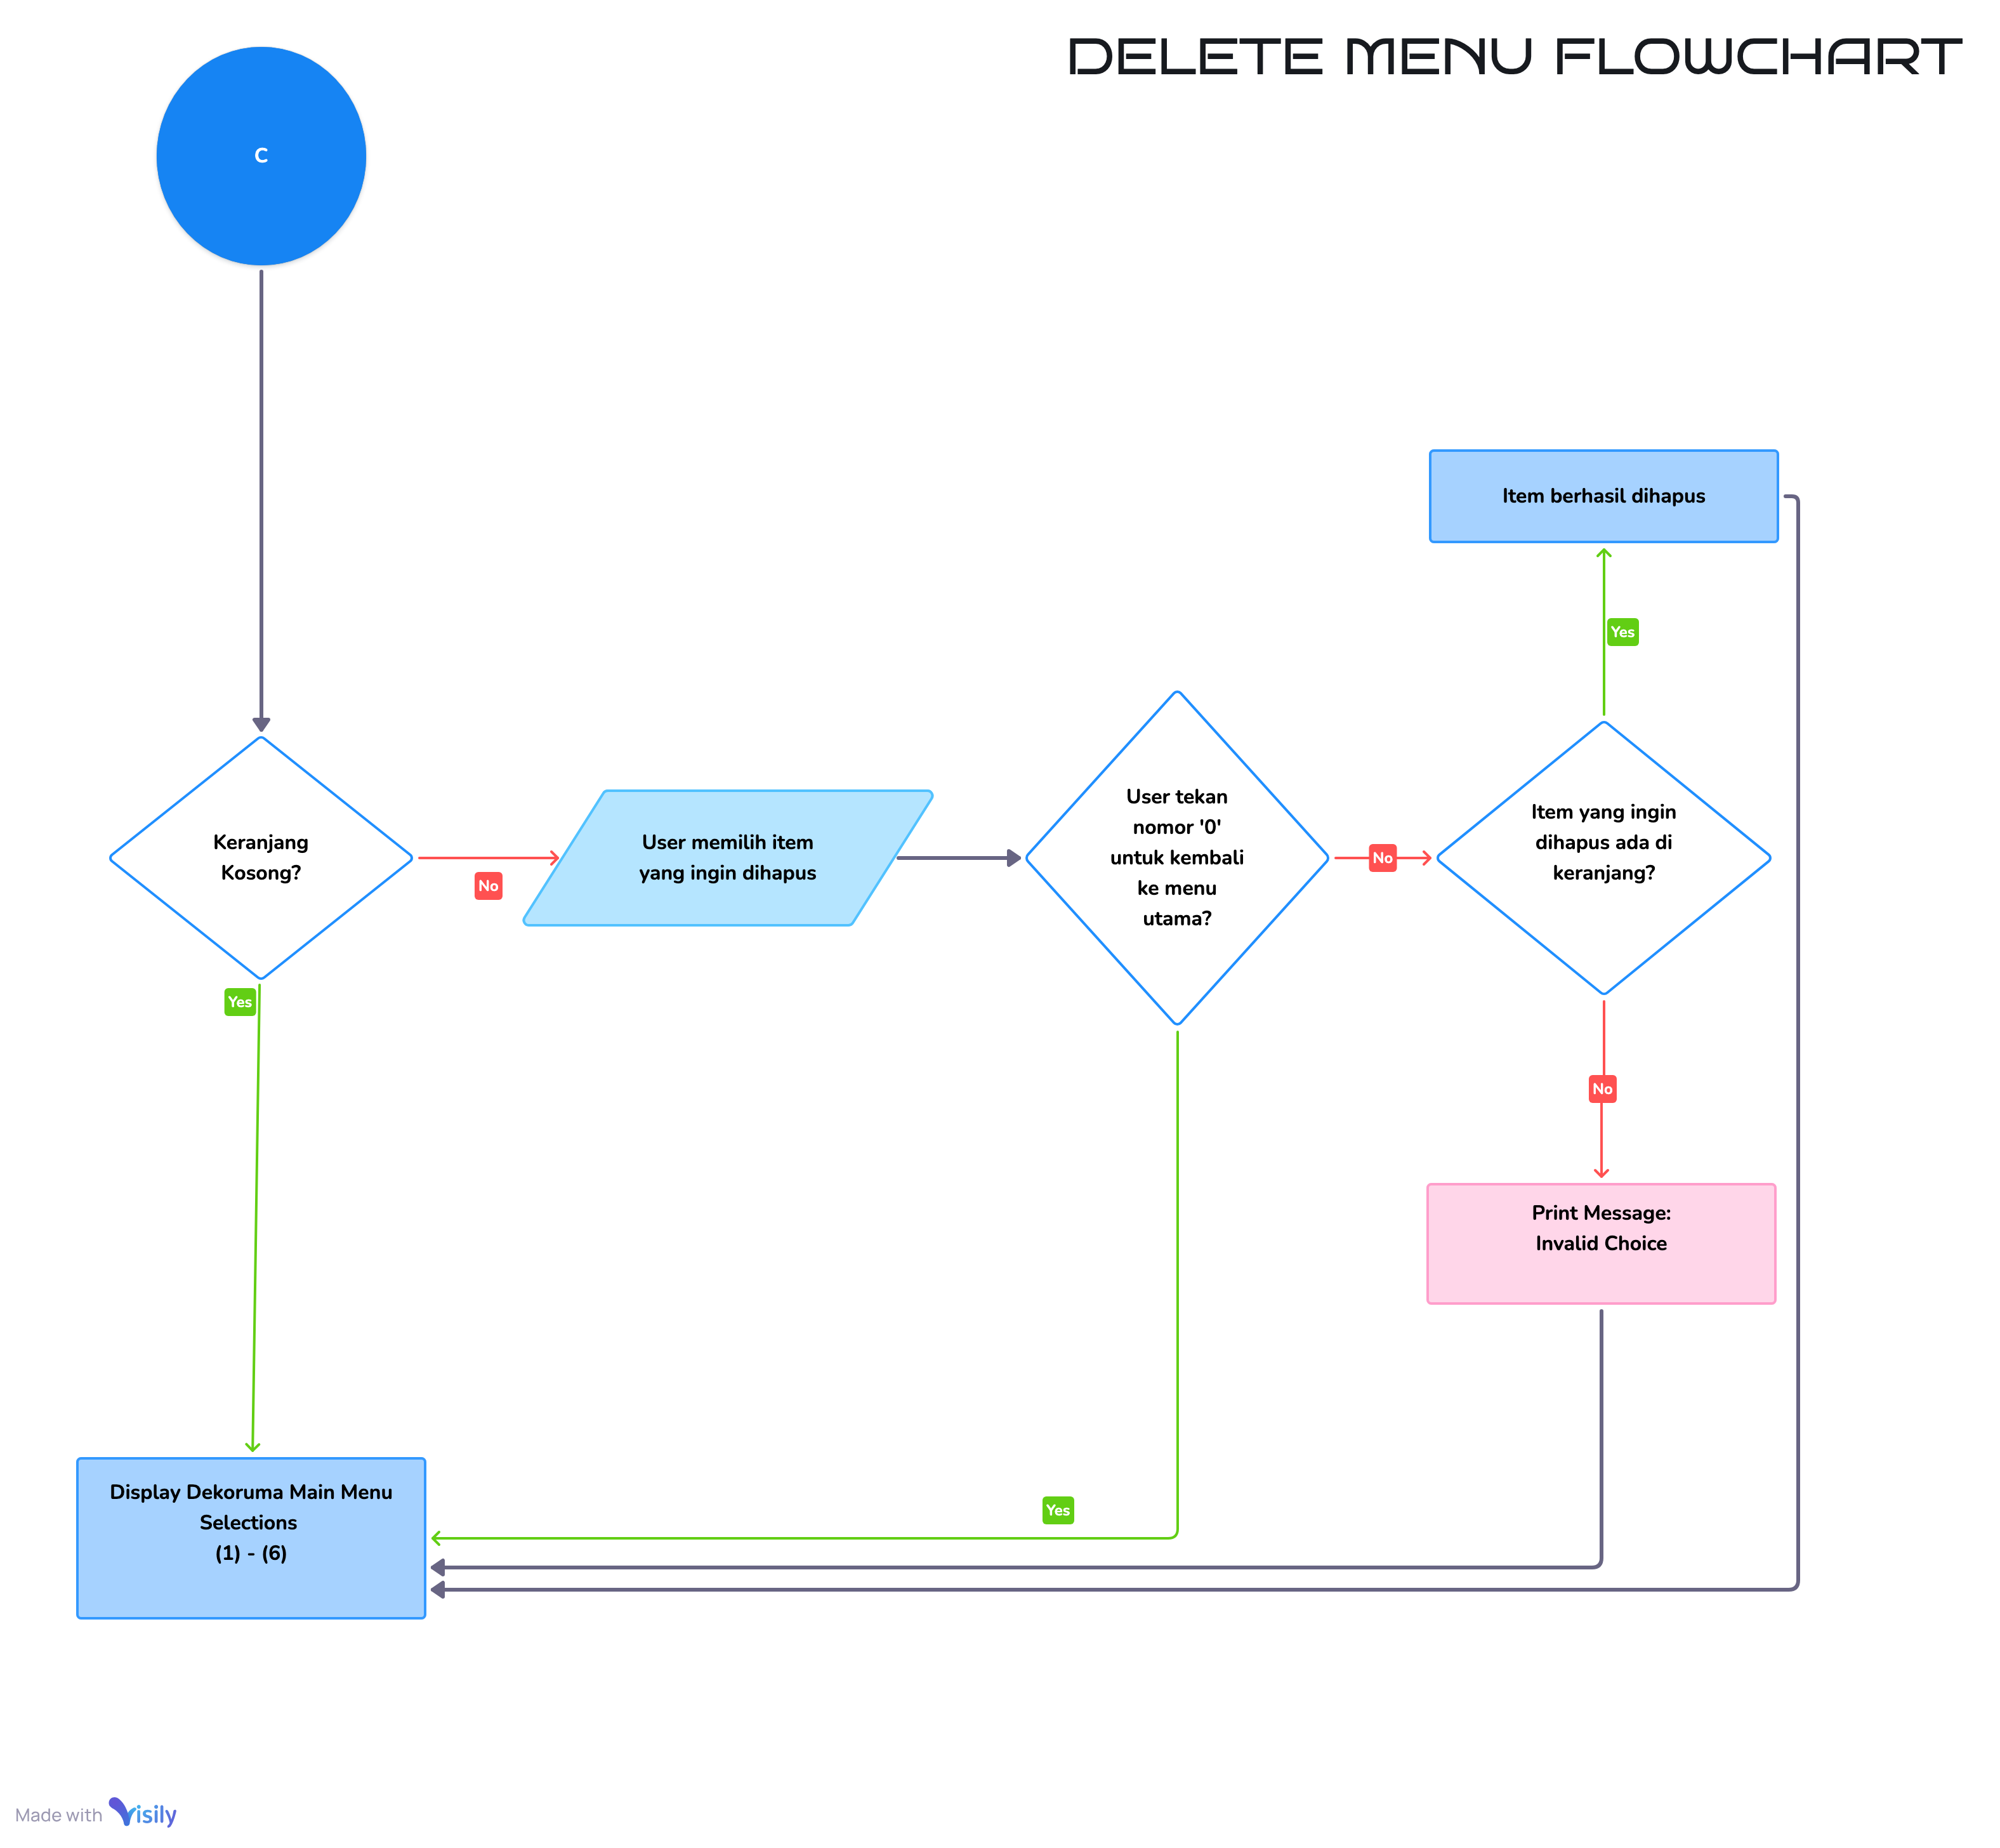 DELETE MENU FLOWCHART
C
Item berhasil dihapus
Yes
Keranjang
Kosong?
No
User memilih item
yang ingin dihapus
User tekan
nomor '0'
untuk kembali
ke menu
utama?
No
Item yang ingin
dihapus ada di
keranjang?
Yes
No
Print Message:
Invalid Choice
Display Dekoruma Main Menu
Selections
(1) - (6)
Yes
Made with Visily